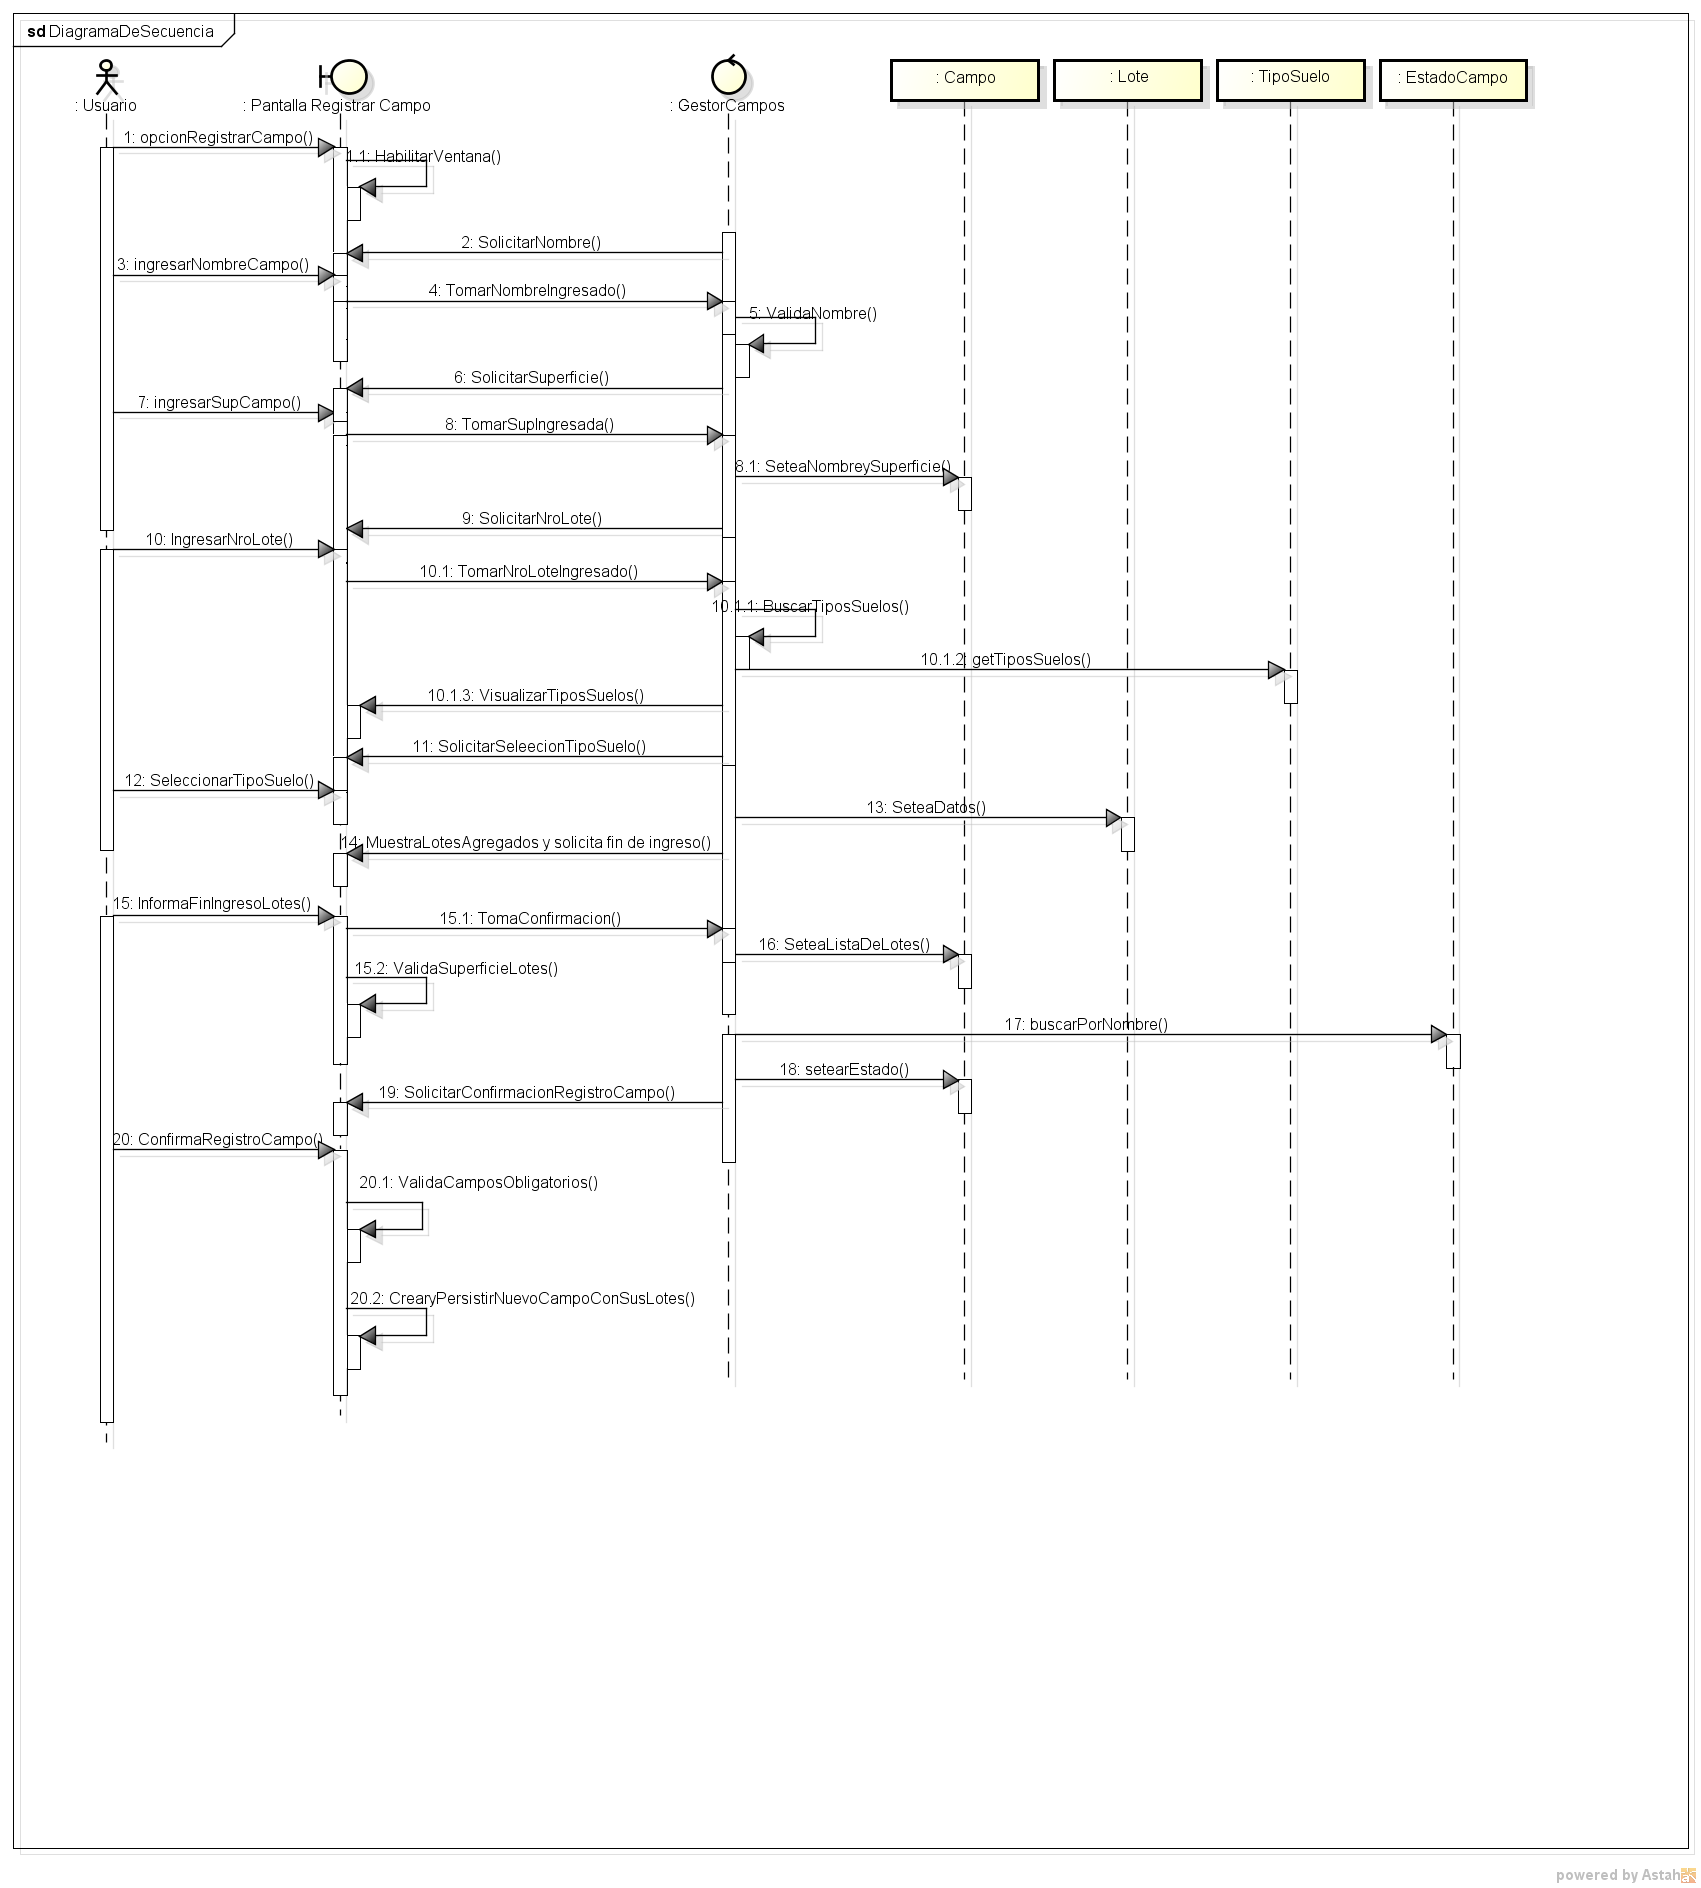 sd DiagramaDeSecuencia
: Usuario
: Pantalla Registrar Campo
: GestorCampos
: Campo
: Lote
: TipoSuelo
: EstadoCampo
1: opcionRegistrarCampo()
1.1: HabilitarVentana()
2: SolicitarNombre()
3: ingresarNombreCampo()
4: TomarNombreIngresado()
5: ValidaNombre()
6: SolicitarSuperficie()
7: ingresarSupCampo()
8: TomarSupIngresada()
8.1: SeteaNombreySuperficie()
9: SolicitarNroLote()
10: IngresarNroLote()
10.1: TomarNroLoteIngresado()
10.1.1: BuscarTiposSuelos()
10.1.2: getTiposSuelos()
10.1.3: VisualizarTiposSuelos()
11: SolicitarSeleecionTipoSuelo()
12: SeleccionarTipoSuelo()
13: SeteaDatos()
14: MuestraLotesAgregados y solicita fin de ingreso()
15: InformaFinIngresoLotes()
15.1: TomaConfirmacion()
16: SeteaListaDeLotes()
15.2: ValidaSuperficieLotes()
17: buscarPorNombre()
18: setearEstado()
19: SolicitarConfirmacionRegistroCampo()
20: ConfirmaRegistroCampo()
20.1: ValidaCamposObligatorios()
20.2: CrearyPersistirNuevoCampoConSusLotes()
powered by Astah